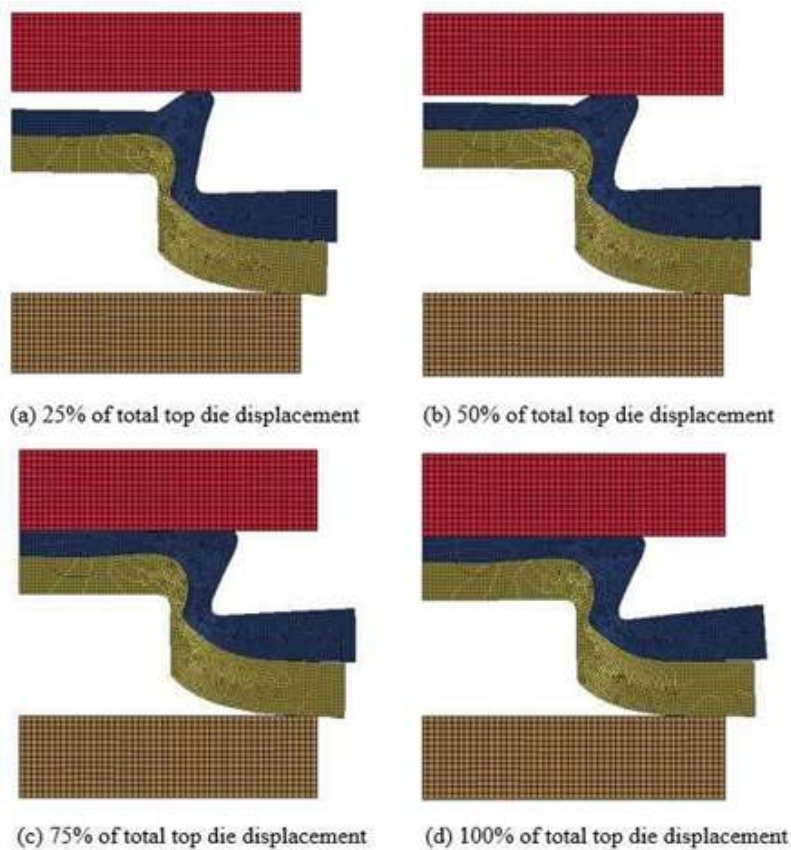 (a) 25% of total top die displacement
(b) 50% of total top die displacement
(c) 75% of total top die displacement
(d) 100% of total top die displacement